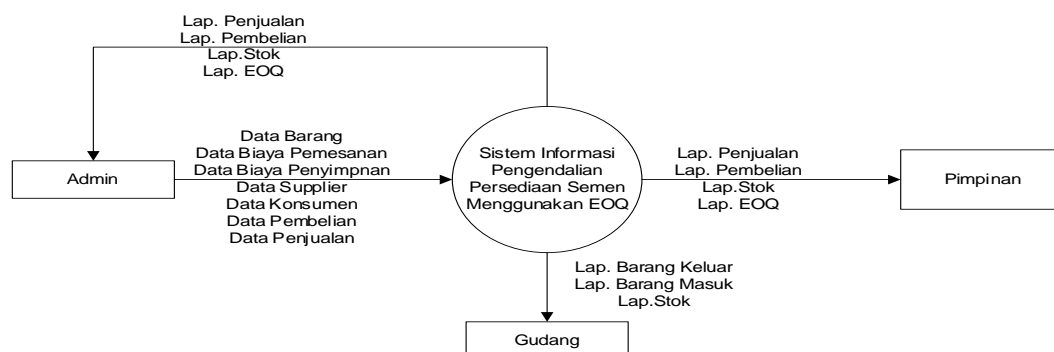 Lap. Penjualan
Lap. Pembelian
Lap.Stok
Lap. EOQ
Admin
Data Barang
Data Biaya Pemesanan
Data Biaya Penyimpnan
Data Supplier
Data Konsumen
Data Pembelian
Data Penjualan
Sistem Informasi
Pengendalian
Persediaan Semen
Menggunakan EOQ
Lap. Penjualan
Lap. Pembelian
Lap.Stok
Lap. EOQ
Pimpinan
Lap. Barang Keluar
Lap. Barang Masuk
Lap.Stok
Gudang